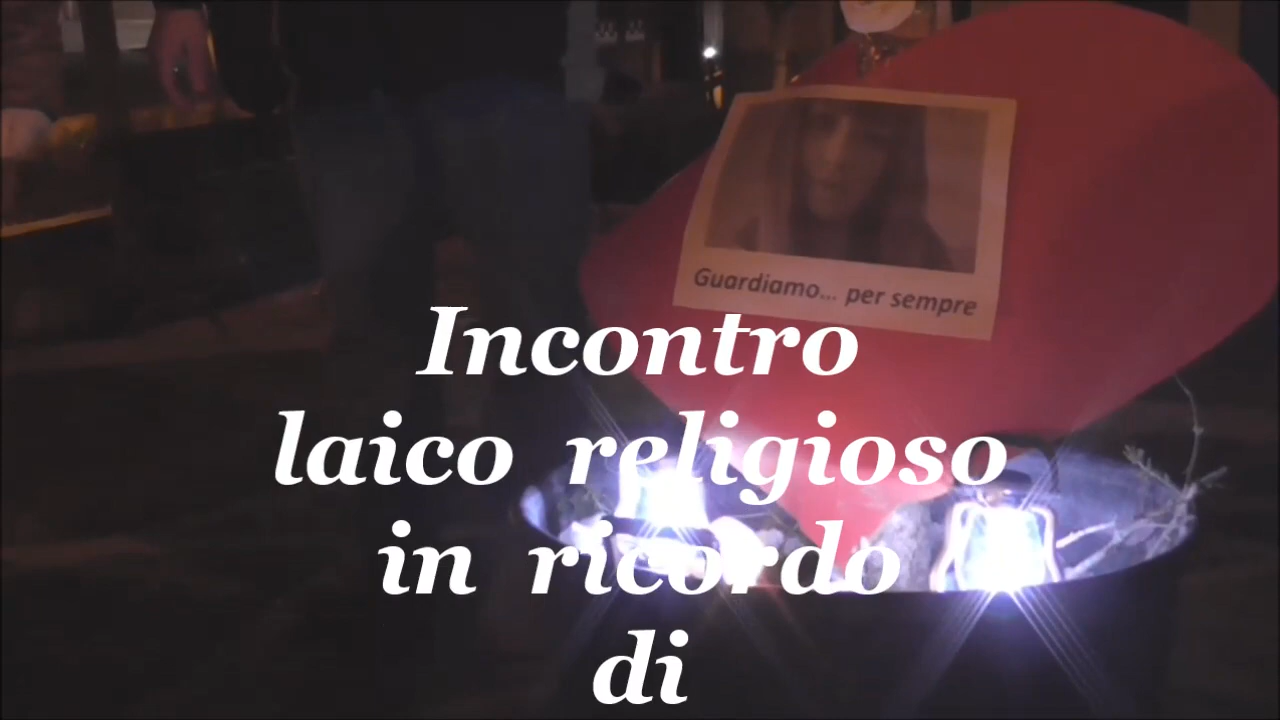 Guardiamo... per sempre
Incontro
laico religioso
in ricordo
di